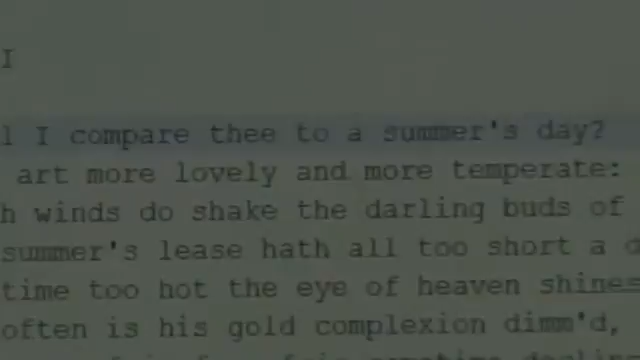 I
l I compare thee to a summer's day?
art more lovely and more temperate:
h winds do shake the darling buds of
summer's lease hath all too short a d
time too hot the eye of heaven shines
often is his gold complexion dimm'd,